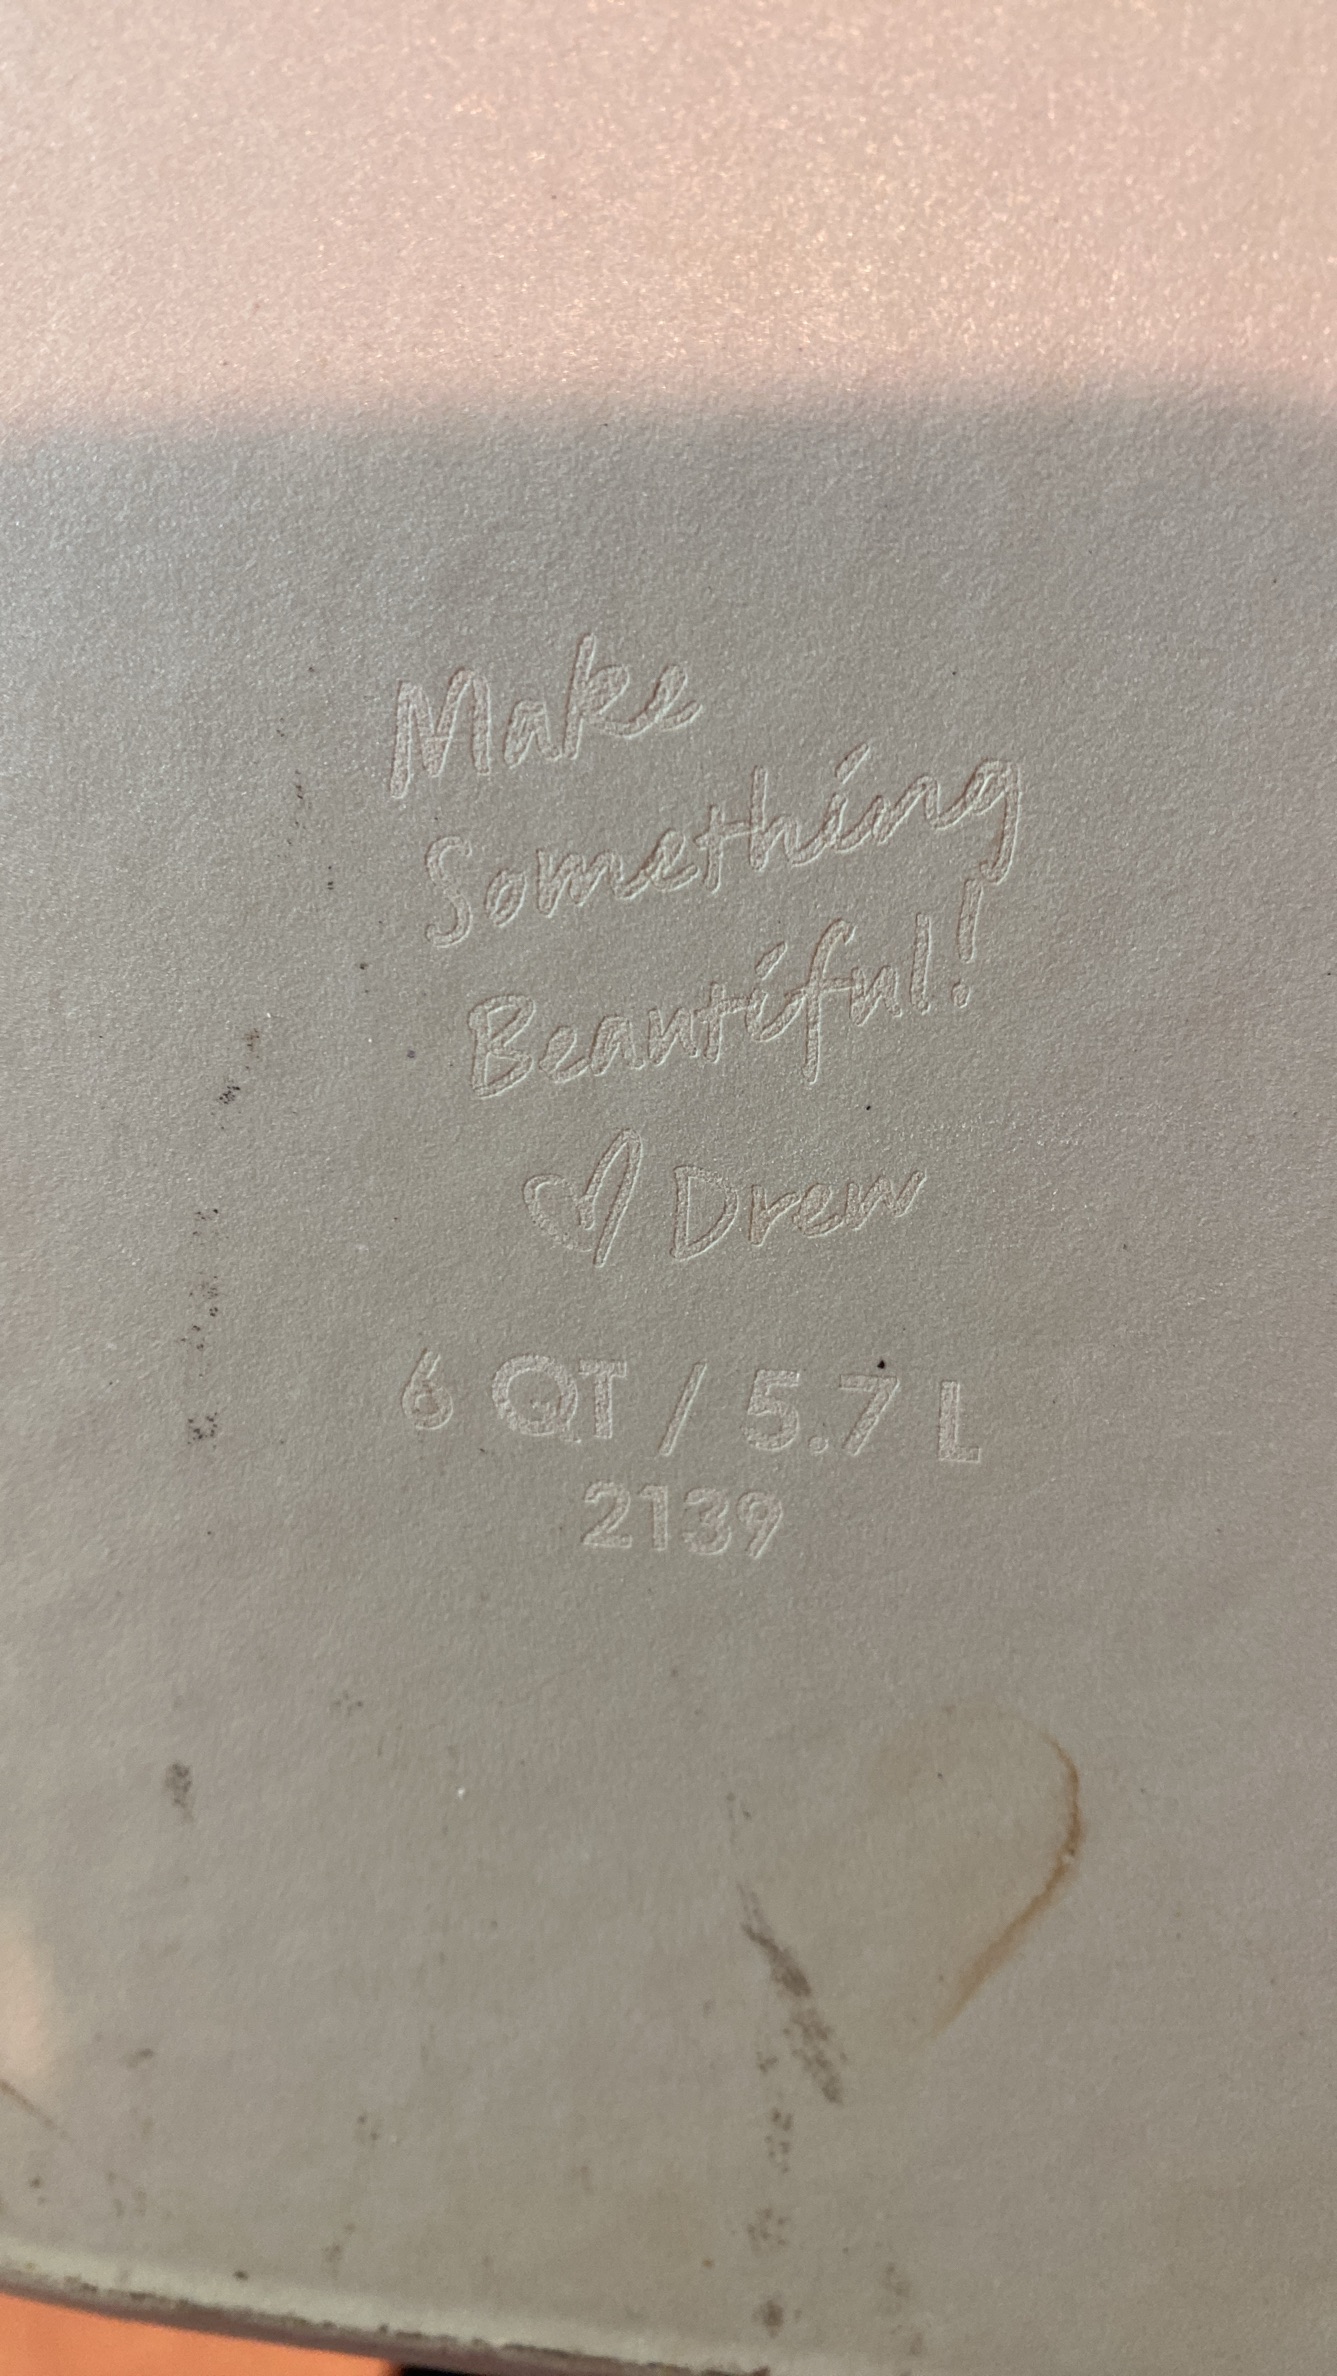 Make
Something
Beautiful!
♡ Drew
6 QT / 5.7 L
2139